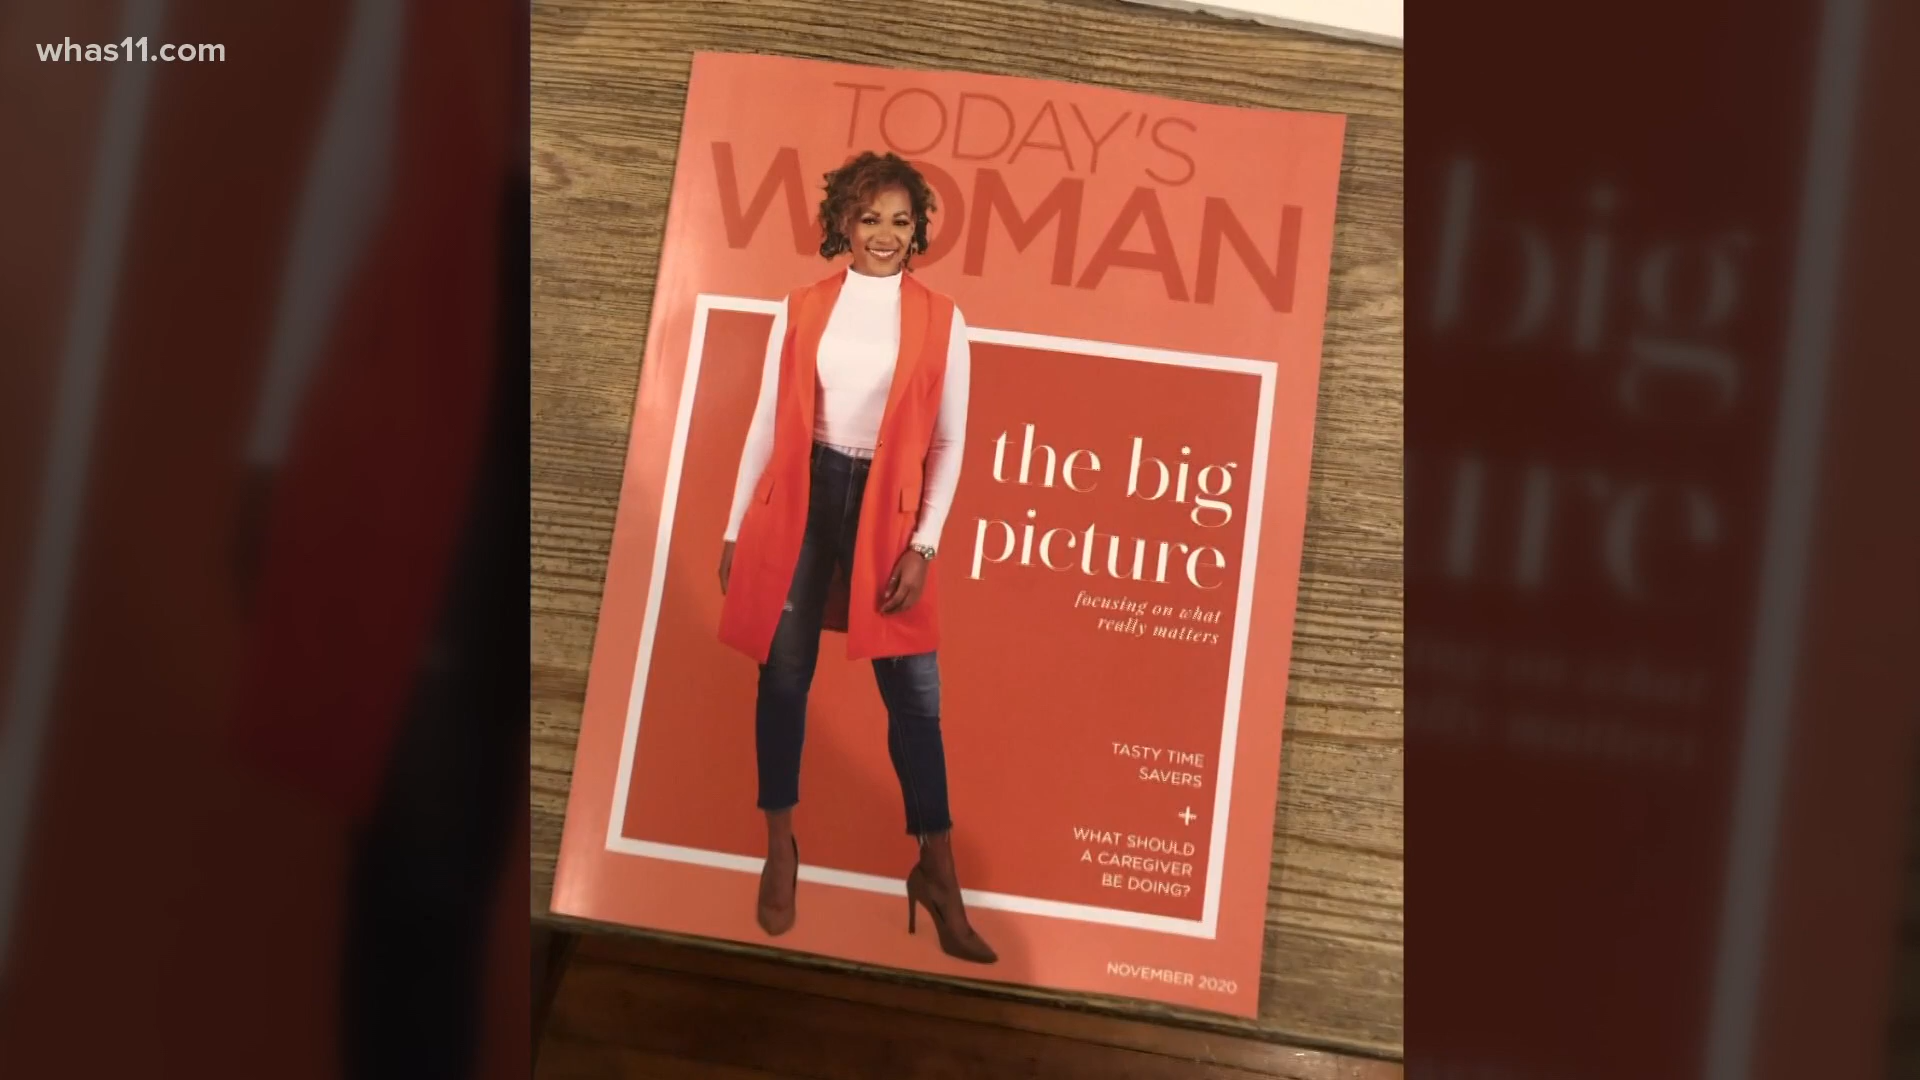 whas11.com
TODAY'S
WOMAN
the big
picture
focusing on what
really matters
TASTY TIME
SAVERS
+
WHAT SHOULD
A CAREGIVER
BE DOING?
NOVEMBER 2020
big